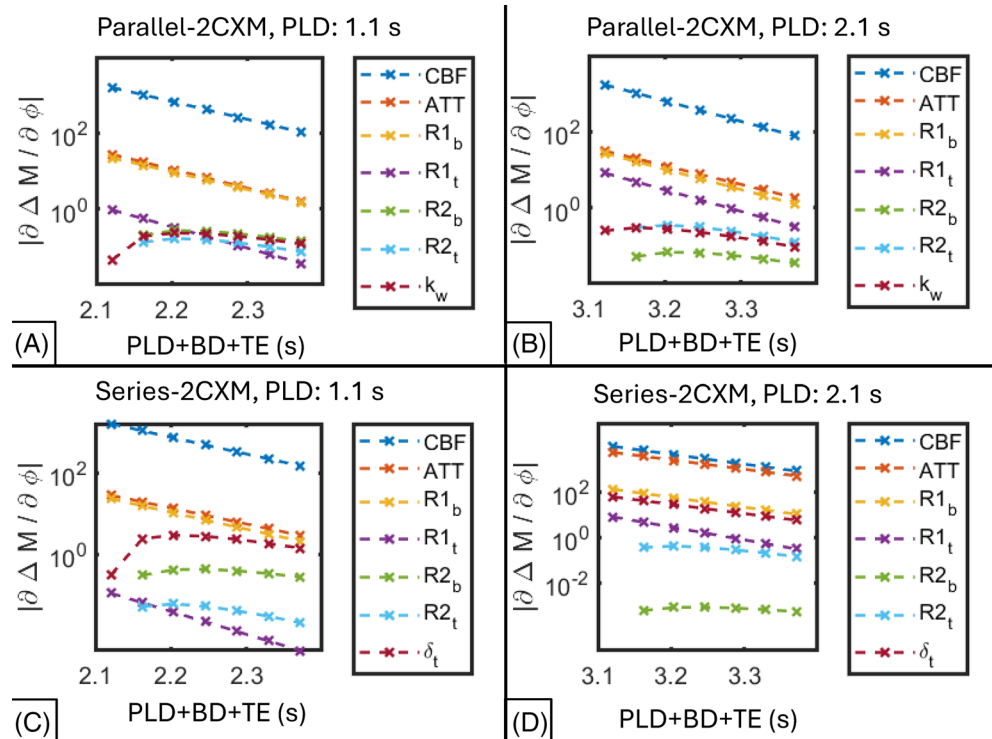 Parallel-2CXM, PLD: 1.1 s
|∂ Δ M / ∂ ϕ|
10^2
10^0
2.1 2.2 2.3
PLD+BD+TE (s)
CBF
ATT
R1_b
R1_t
R2_b
R2_t
k_w
(A)
Parallel-2CXM, PLD: 2.1 s
|∂ Δ M / ∂ ϕ|
10^2
10^0
3.1 3.2 3.3
PLD+BD+TE (s)
CBF
ATT
R1_b
R1_t
R2_b
R2_t
k_w
(B)
Series-2CXM, PLD: 1.1 s
|∂ Δ M / ∂ ϕ|
10^2
10^0
2.1 2.2 2.3
PLD+BD+TE (s)
CBF
ATT
R1_b
R1_t
R2_b
R2_t
δ_t
(C)
Series-2CXM, PLD: 2.1 s
|∂ Δ M / ∂ ϕ|
10^2
10^0
10^-2
3.1 3.2 3.3
PLD+BD+TE (s)
CBF
ATT
R1_b
R1_t
R2_b
R2_t
δ_t
(D)